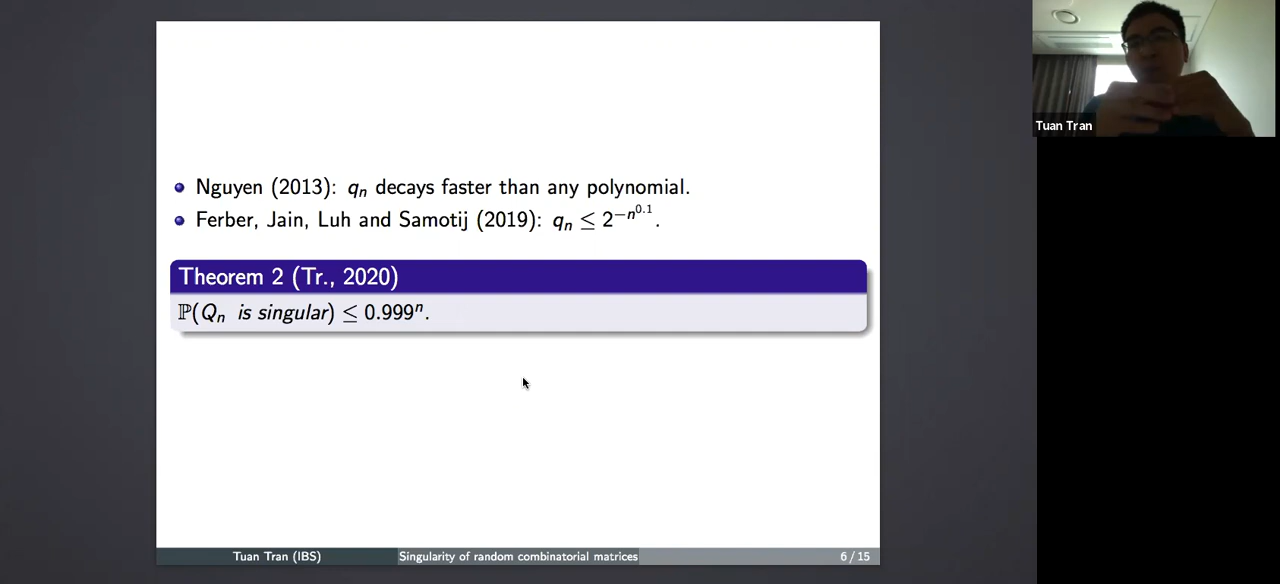 Tuan Tran
Nguyen (2013): qₙ decays faster than any polynomial.
Ferber, Jain, Luh and Samotij (2019): qₙ ≤ 2^{-n^{0.1}}.
Theorem 2 (Tr., 2020)
ℙ(Qₙ is singular) ≤ 0.999ⁿ.
Tuan Tran (IBS) Singularity of random combinatorial matrices 6 / 15